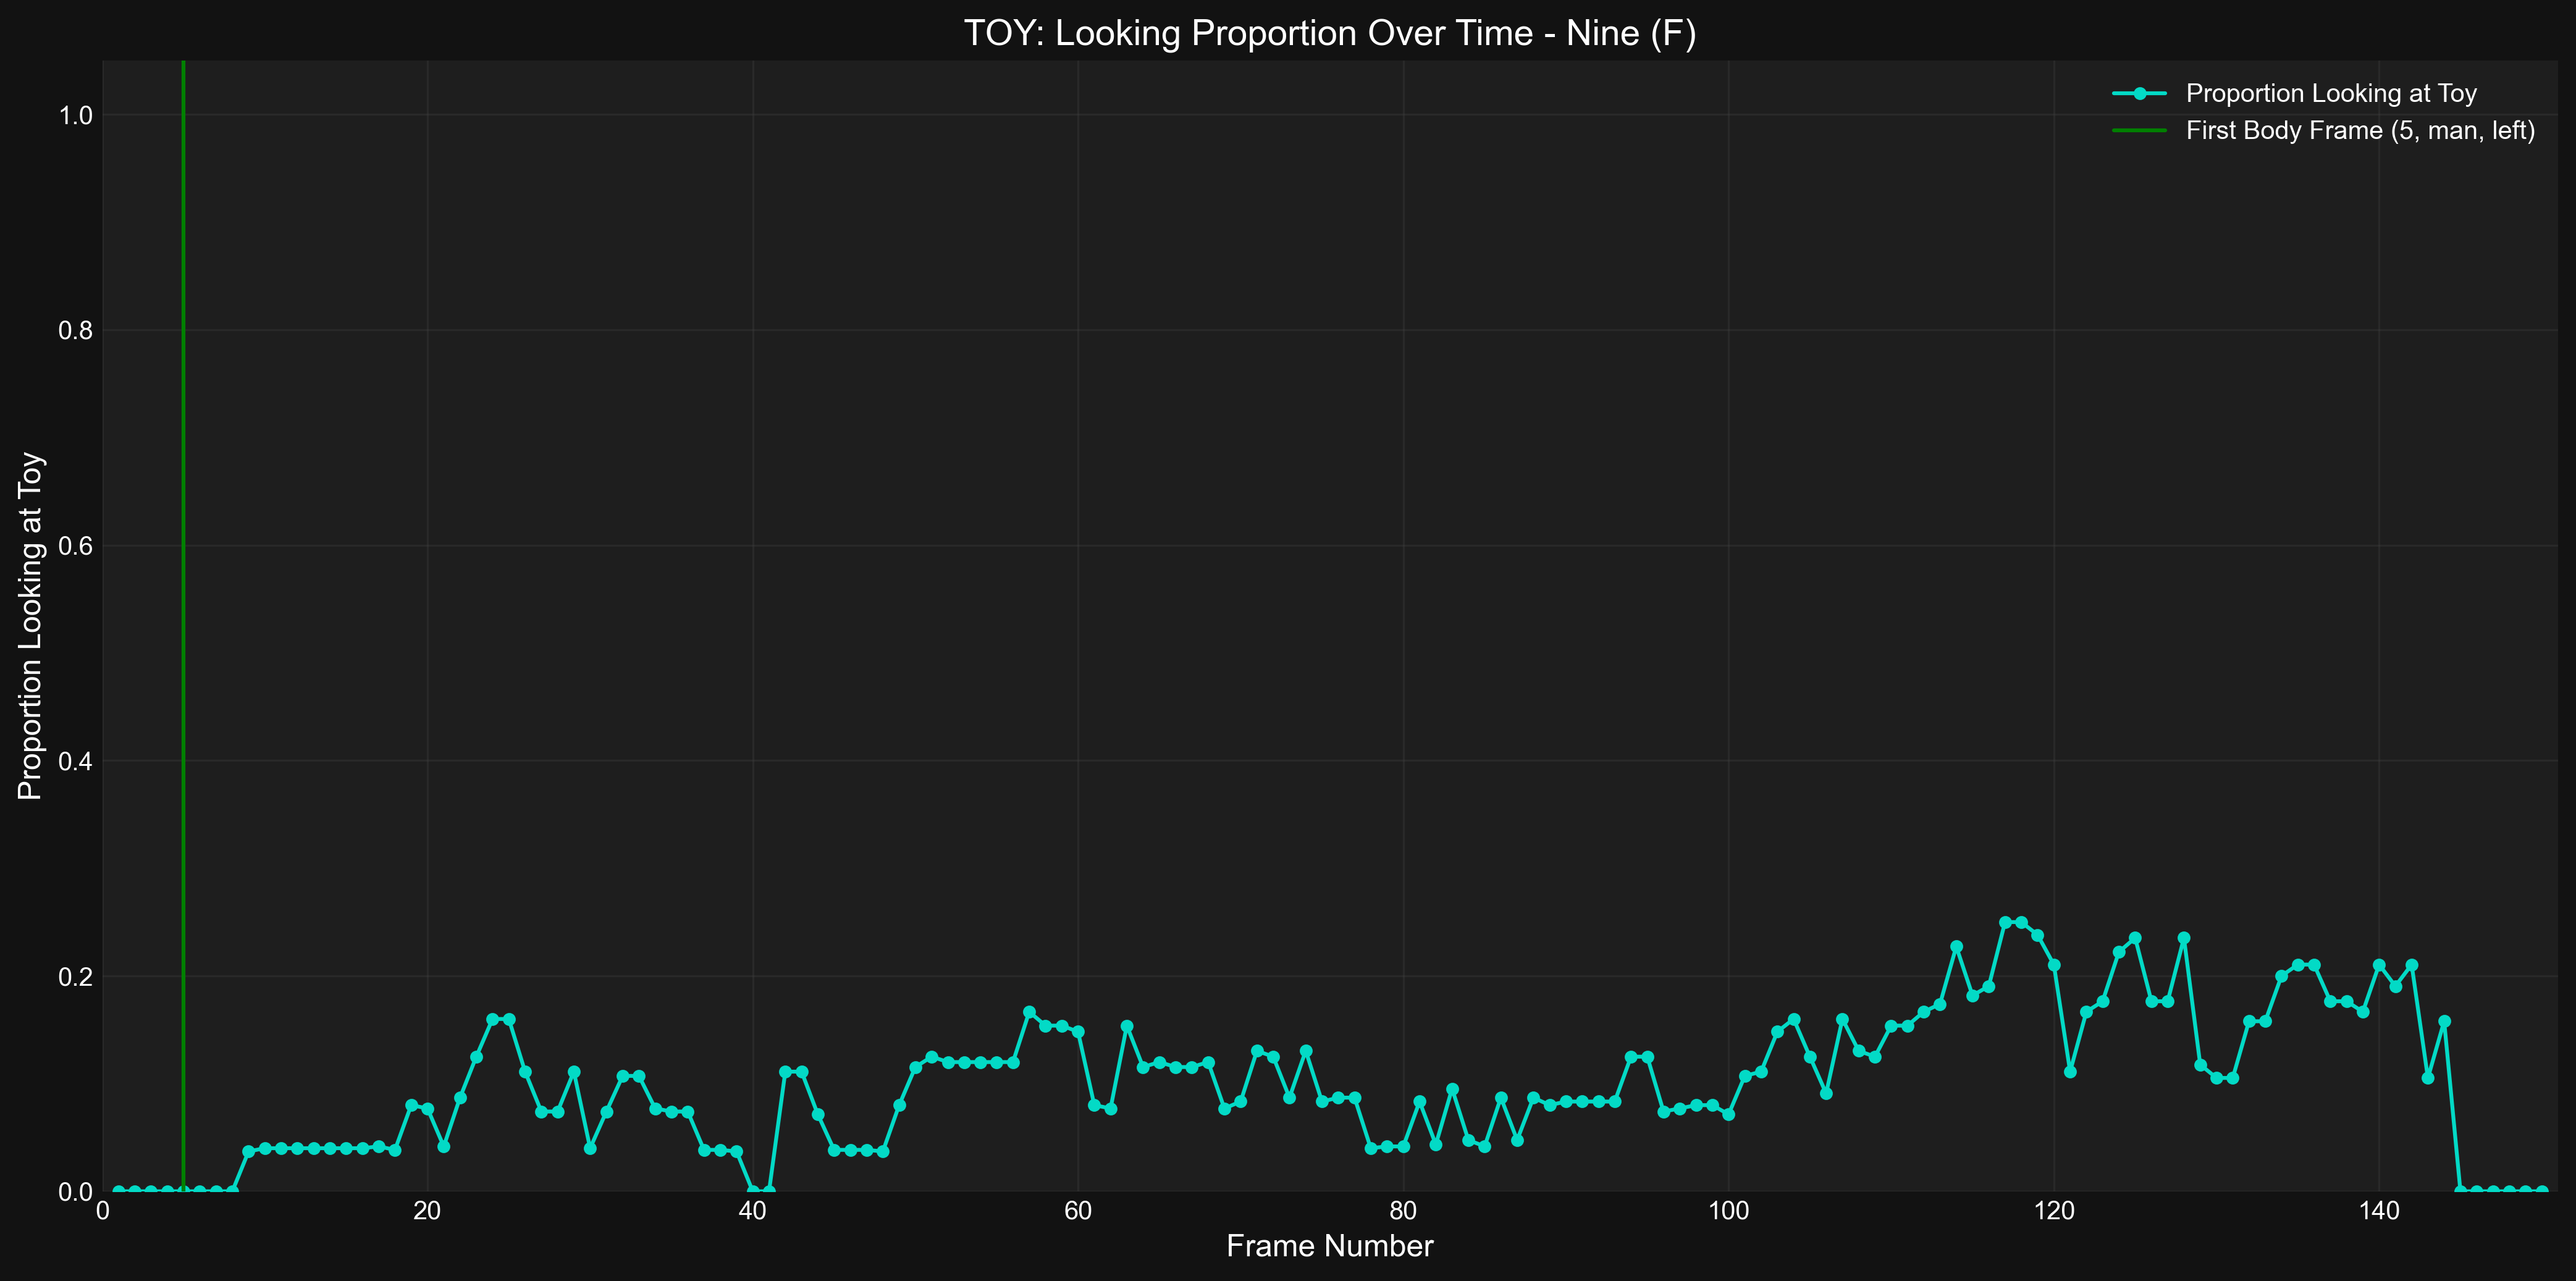 TOY: Looking Proportion Over Time - Nine (F)
Proportion Looking at Toy
First Body Frame (5, man, left)
Proportion Looking at Toy
1.0
0.8
0.6
0.4
0.2
0.0
0 20 40 60 80 100 120 140
Frame Number